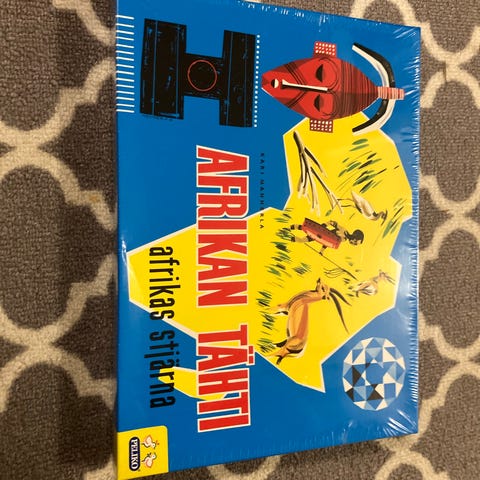 KARI MANNERLA
AFRIKAN TÄHTI
afrikas stjärna
PELIKO